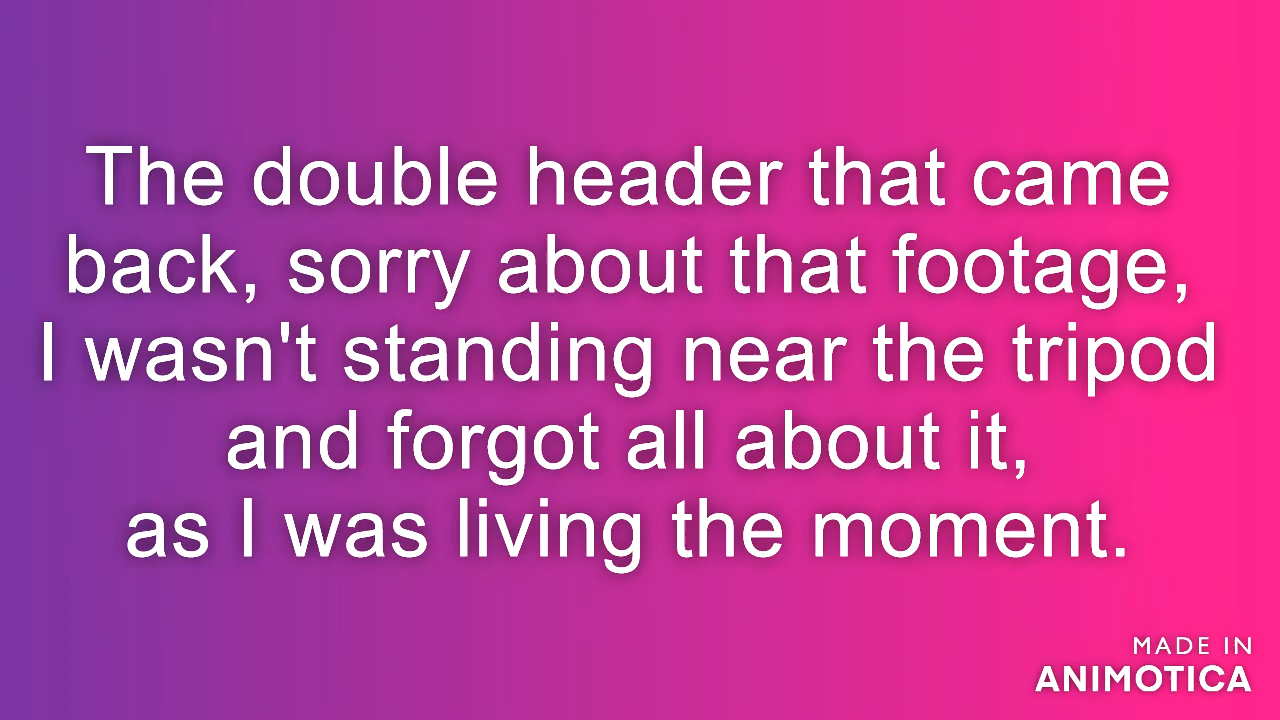 The double header that came
back, sorry about that footage,
I wasn't standing near the tripod
and forgot all about it,
as I was living the moment.
MADE IN
ANIMOTICA